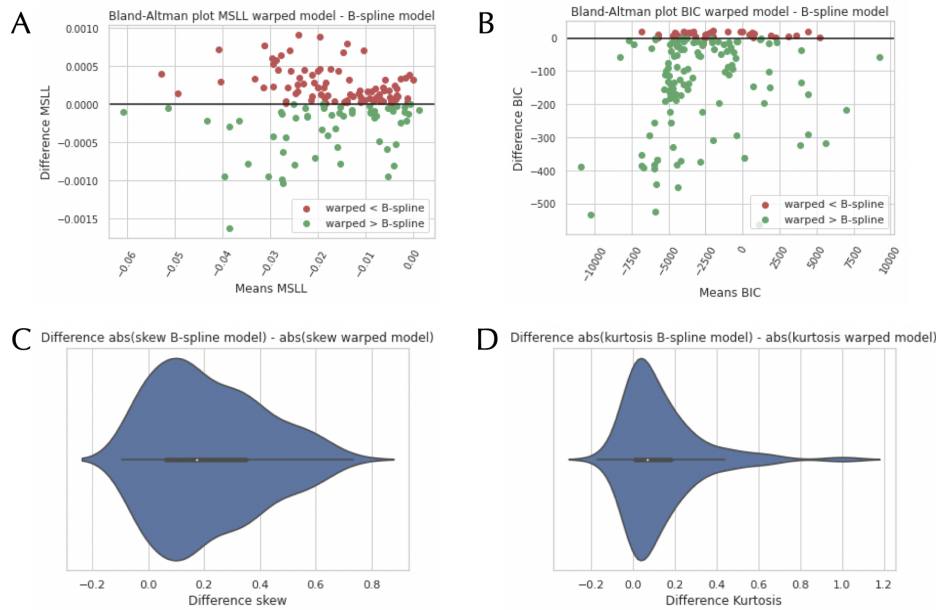 A
Bland-Altman plot MSLL warped model - B-spline model
0.0010
0.0005
0.0000
−0.0005
−0.0010
−0.0015
Difference MSLL
warped < B-spline
warped > B-spline
−0.06
−0.05
−0.04
−0.03
−0.02
−0.01
0.00
Means MSLL
B
Bland-Altman plot BIC warped model - B-spline model
0
−100
−200
−300
−400
−500
Difference BIC
warped < B-spline
warped > B-spline
−10000
−7500
−5000
−2500
0
2500
5000
7500
10000
Means BIC
C
Difference abs(skew B-spline model) - abs(skew warped model)
−0.2
0.0
0.2
0.4
0.6
0.8
Difference skew
D
Difference abs(kurtosis B-spline model) - abs(kurtosis warped model)
−0.2
0.0
0.2
0.4
0.6
0.8
1.0
1.2
Difference Kurtosis